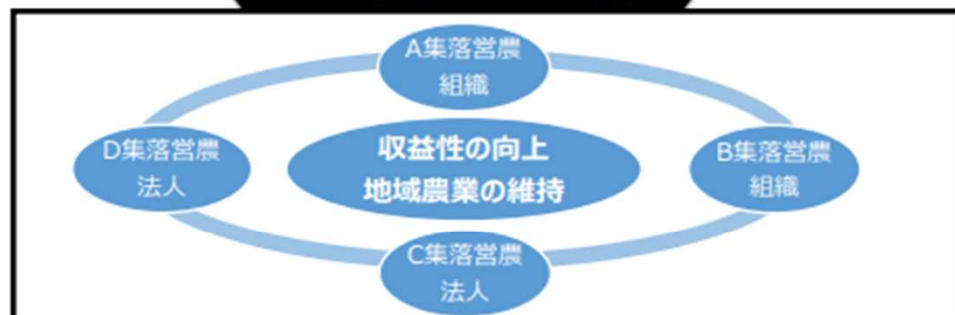 A集落営農
組織
D集落営農
法人
収益性の向上
地域農業の維持
B集落営農
組織
C集落営農
法人